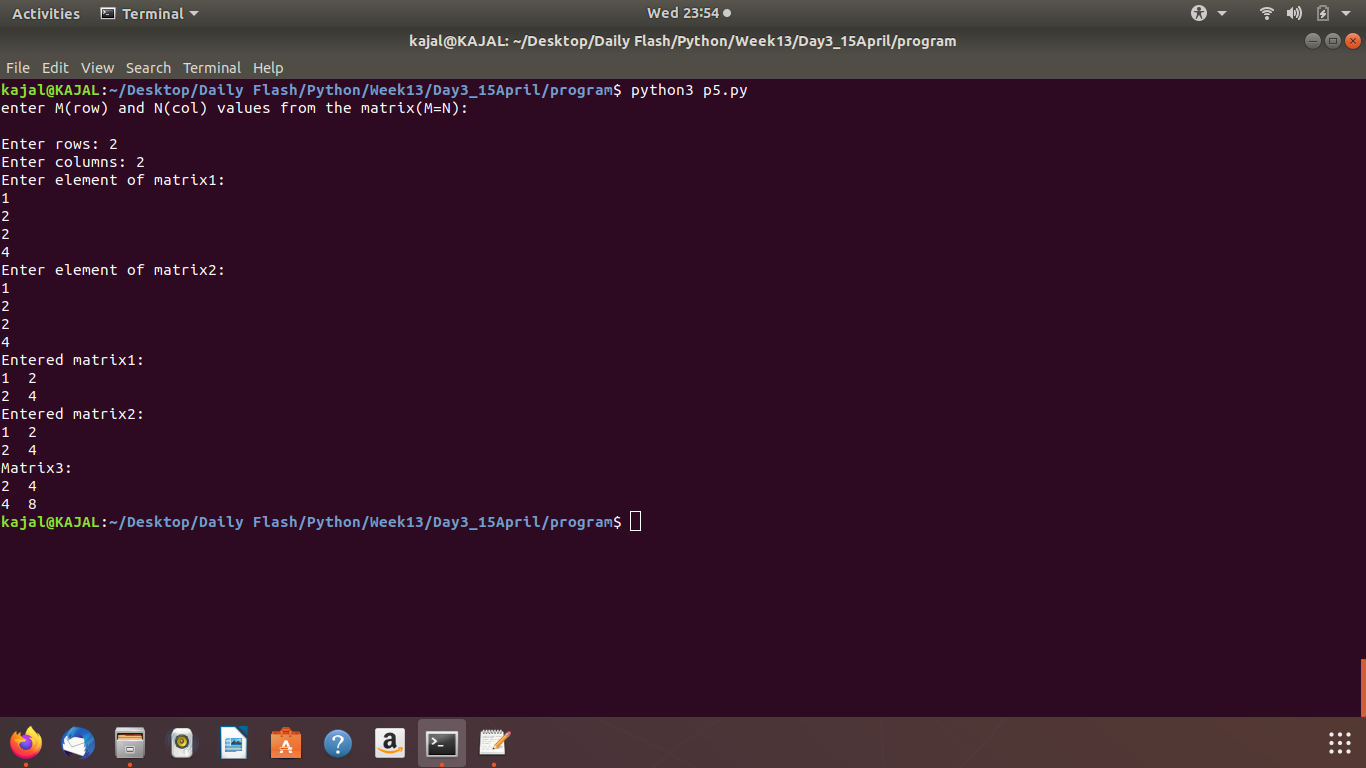 Activities Terminal Wed 23:54
kajal@KAJAL: ~/Desktop/Daily Flash/Python/Week13/Day3_15April/program
File Edit View Search Terminal Help
kajal@KAJAL:~/Desktop/Daily Flash/Python/Week13/Day3_15April/program$ python3 p5.py
enter M(row) and N(col) values from the matrix(M=N):
Enter rows: 2
Enter columns: 2
Enter element of matrix1:
1
2
2
4
Enter element of matrix2:
1
2
2
4
Entered matrix1:
1  2
2  4
Entered matrix2:
1  2
2  4
Matrix3:
2  4
4  8
kajal@KAJAL:~/Desktop/Daily Flash/Python/Week13/Day3_15April/program$